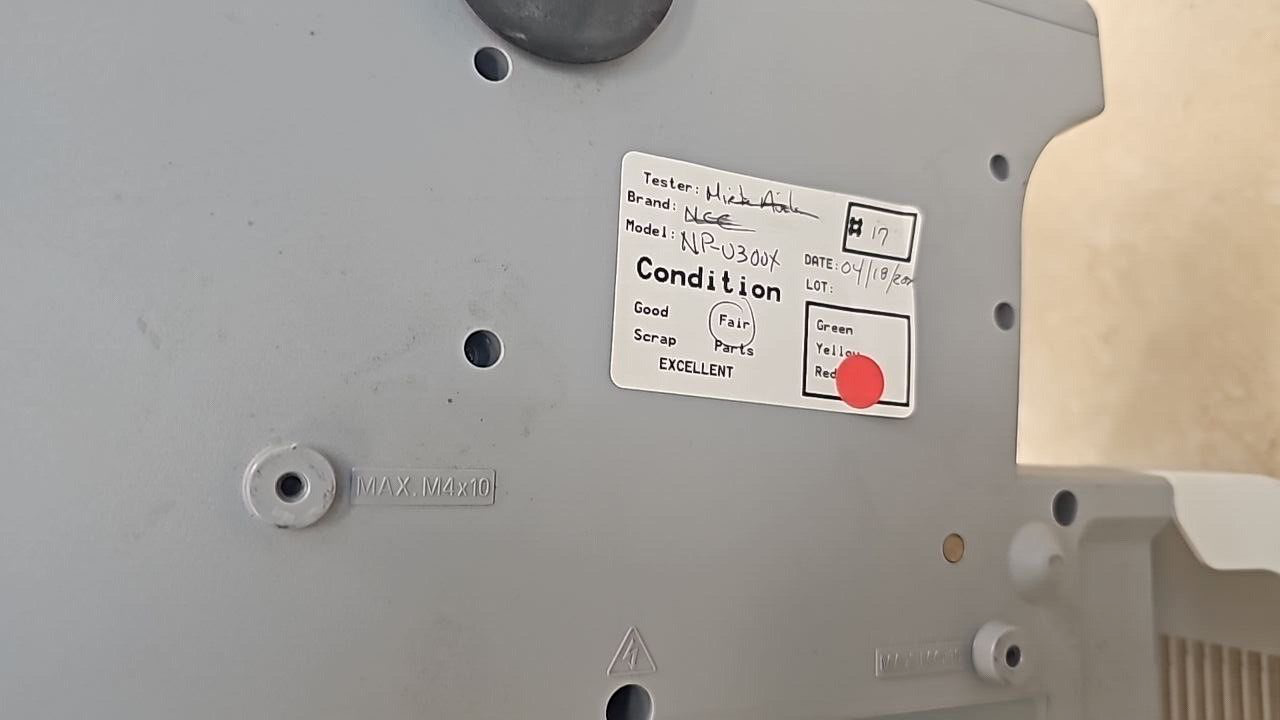 Tester:
# 17
Brand: NCE
Model: NP-U300X
DATE: 04/18/20
LOT:
Condition
Good
Fair
Scrap
Parts
EXCELLENT
Green
Yellow
Red
MAX. M4x10